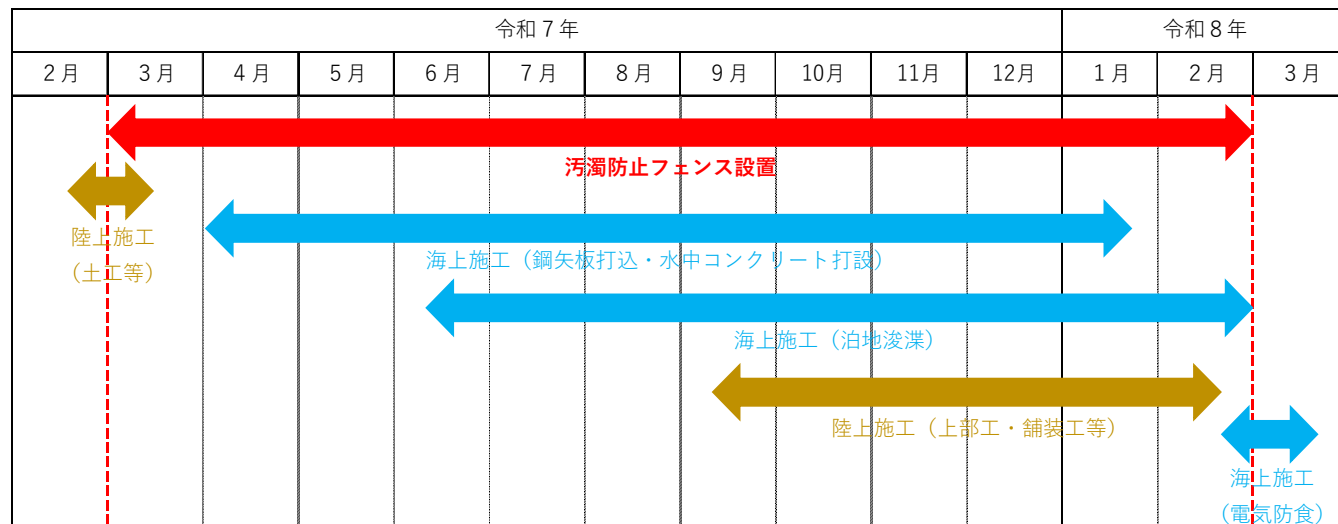 令和７年 令和８年
２月 ３月 ４月 ５月 ６月 ７月 ８月 ９月 10月 11月 12月 １月 ２月 ３月
汚濁防止フェンス設置
陸上施工
（土工等）
海上施工（鋼矢板打込・水中コンクリート打設）
海上施工（泊地浚渫）
陸上施工（上部工・舗装工等）
海上施工
（電気防食）